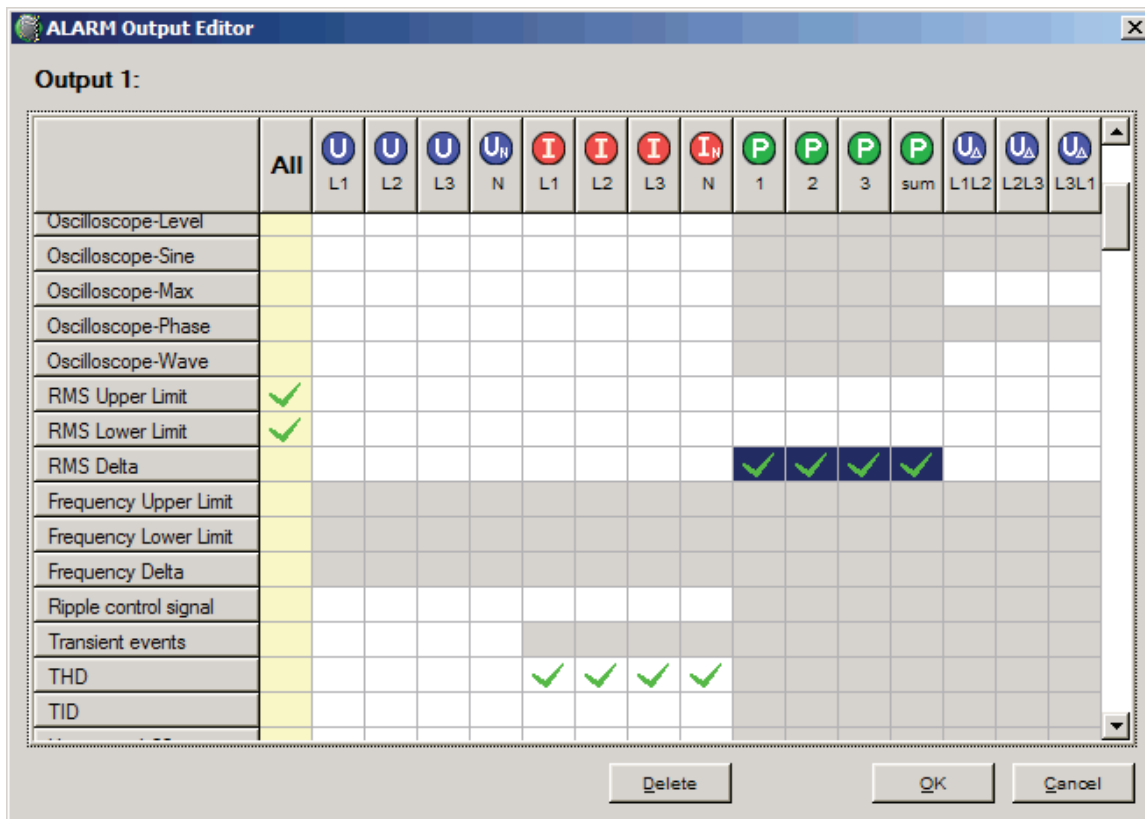 ALARM Output Editor
Output 1:
All U U U UN I I I IN P P P P U∆ U∆ U∆
L1 L2 L3 N L1 L2 L3 N 1 2 3 sum L1L2 L2L3 L3L1
Oscilloscope-Level
Oscilloscope-Sine
Oscilloscope-Max
Oscilloscope-Phase
Oscilloscope-Wave
RMS Upper Limit
RMS Lower Limit
RMS Delta
Frequency Upper Limit
Frequency Lower Limit
Frequency Delta
Ripple control signal
Transient events
THD
TID
Delete OK Cancel